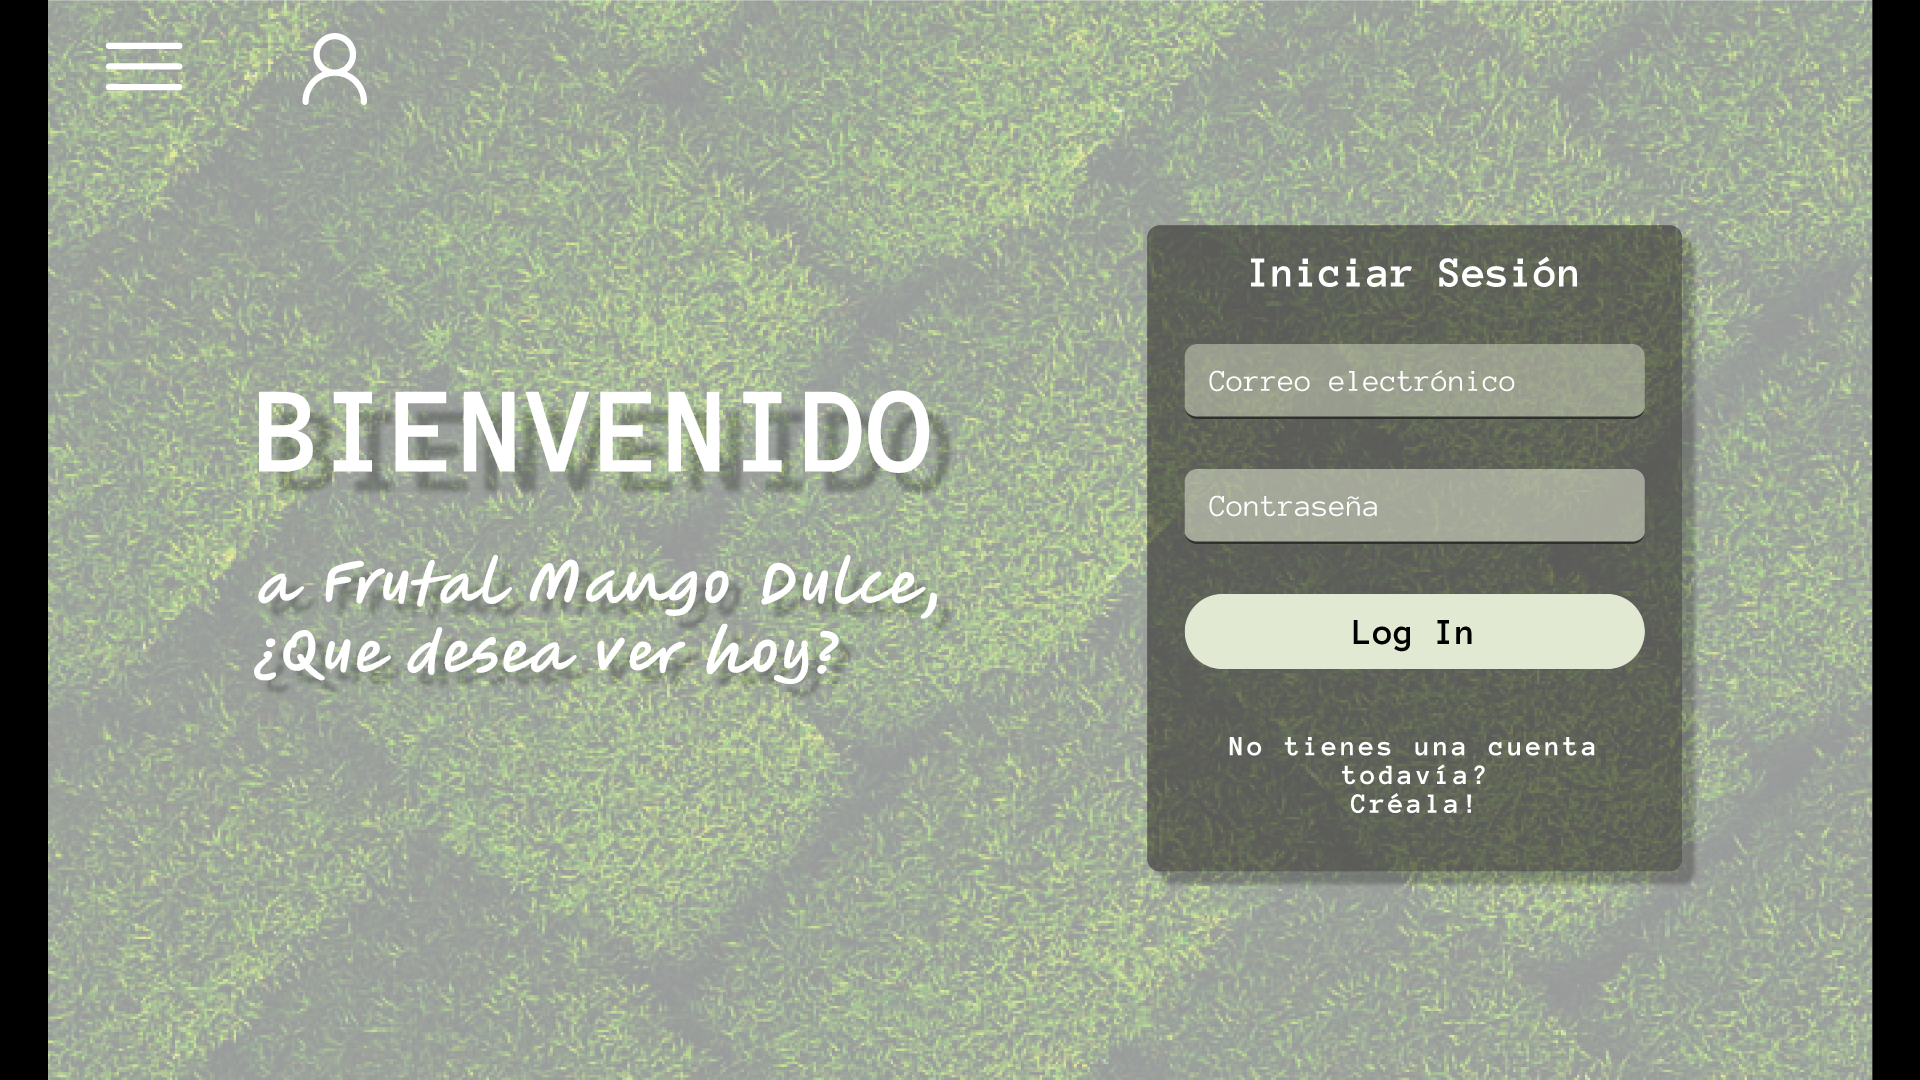 BIENVENIDO
a Frutal Mango Dulce,
¿Que desea ver hoy?
Iniciar Sesión
Correo electrónico
Contraseña
Log In
No tienes una cuenta
todavía?
Créala!